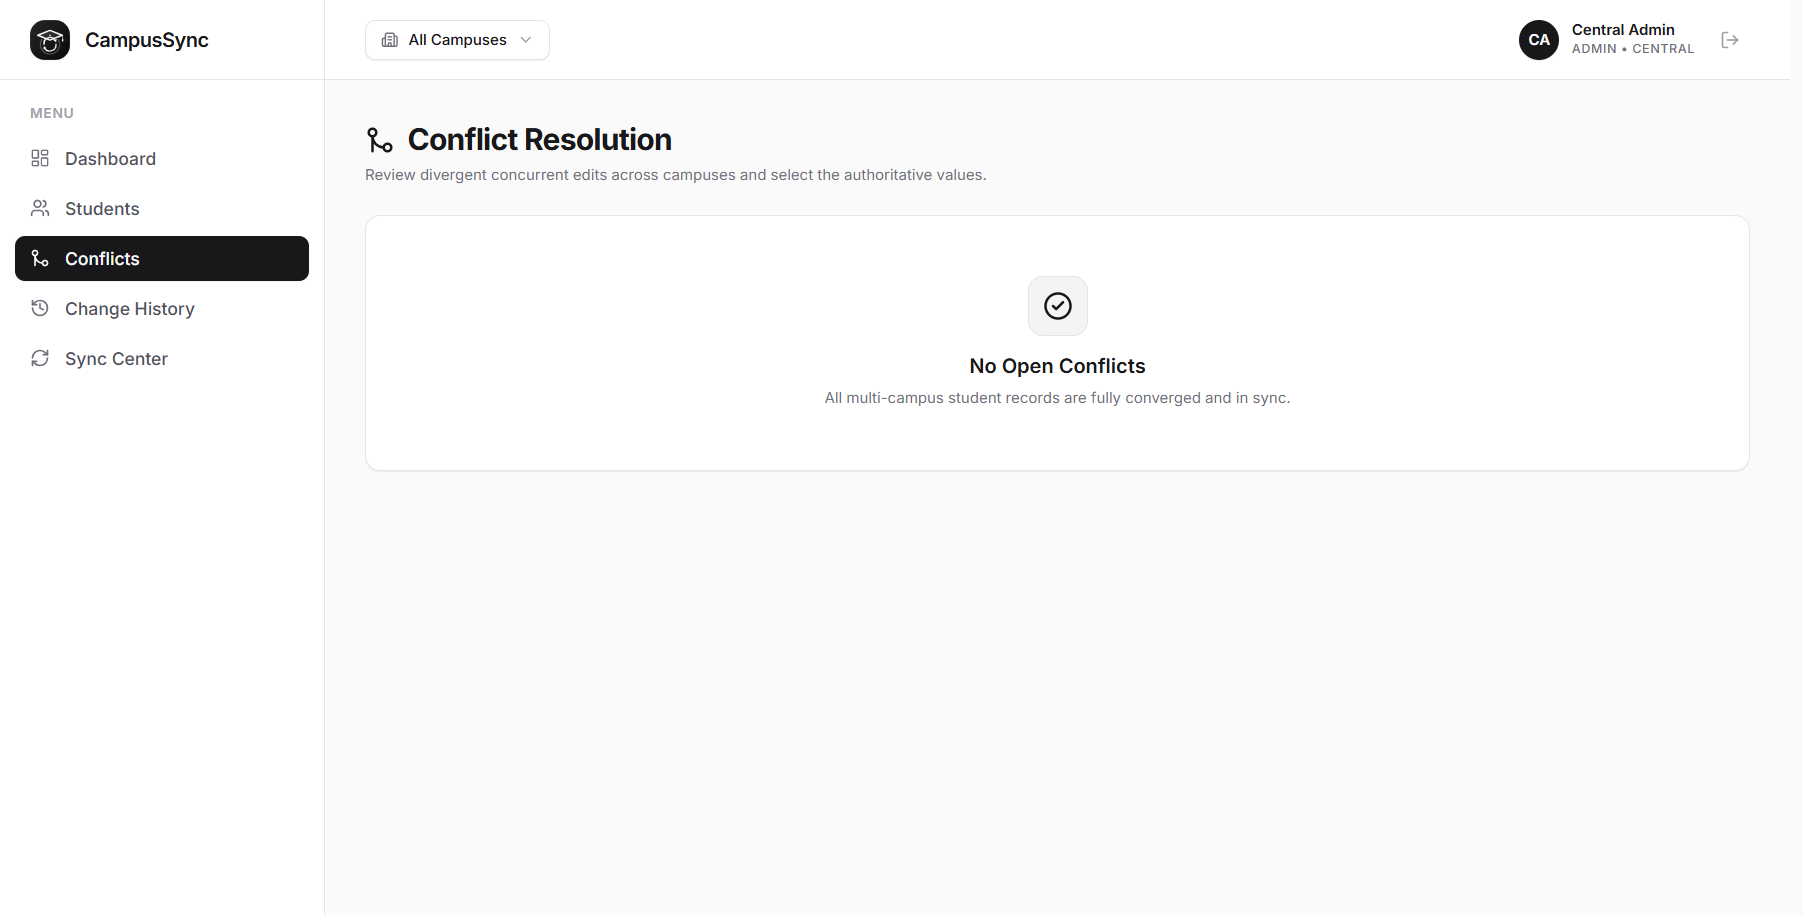 CampusSync
All Campuses
CA
Central Admin
ADMIN • CENTRAL
MENU
Dashboard
Students
Conflicts
Change History
Sync Center
Conflict Resolution
Review divergent concurrent edits across campuses and select the authoritative values.
No Open Conflicts
All multi-campus student records are fully converged and in sync.